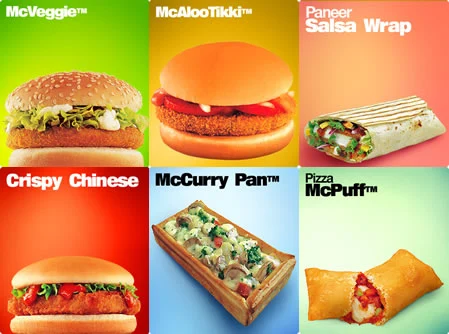 McVeggie™
McAlooTikki™
Paneer
Salsa Wrap
Crispy Chinese
McCurry Pan™
Pizza
McPuff™